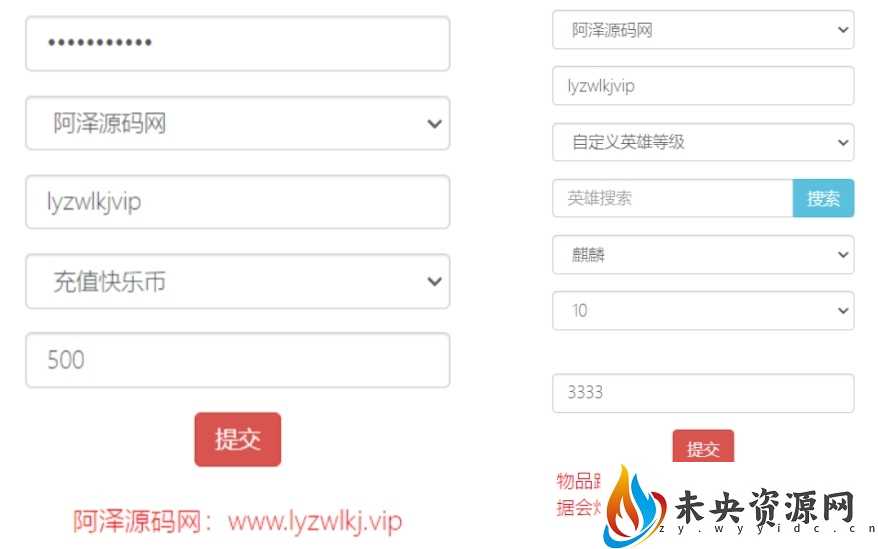 •••••••••••
阿泽源码网
lyzwlkjvip
充值快乐币
500
提交
阿泽源码网：www.lyzwlkj.vip
阿泽源码网
lyzwlkjvip
自定义英雄等级
英雄搜索 搜索
麒麟
10
3333
提交
物品
据会
未央资源网
zy.wyyidc.cn